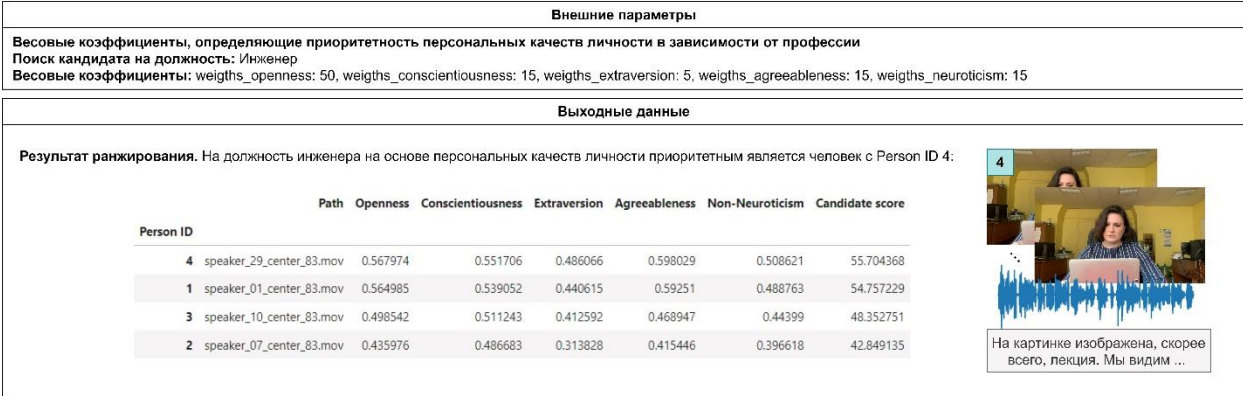 Внешние параметры
Весовые коэффициенты, определяющие приоритетность персональных качеств личности в зависимости от профессии
Поиск кандидата на должность: Инженер
Весовые коэффициенты: weigths_openness: 50, weigths_conscientiousness: 15, weigths_extraversion: 5, weigths_agreeableness: 15, weigths_neuroticism: 15
Выходные данные
Результат ранжирования. На должность инженера на основе персональных качеств личности приоритетным является человек с Person ID 4:
Path Openness Conscientiousness Extraversion Agreeableness Non-Neuroticism Candidate score
Person ID
4 speaker_29_center_83.mov 0.567974 0.551706 0.486066 0.598029 0.508621 55.704368
1 speaker_01_center_83.mov 0.564985 0.539052 0.440615 0.59251 0.488763 54.757229
3 speaker_10_center_83.mov 0.498542 0.511243 0.412592 0.468947 0.44399 48.352751
2 speaker_07_center_83.mov 0.435976 0.486683 0.313828 0.415446 0.396618 42.849135
4
...
На картинке изображена, скорее
всего, лекция. Мы видим ...